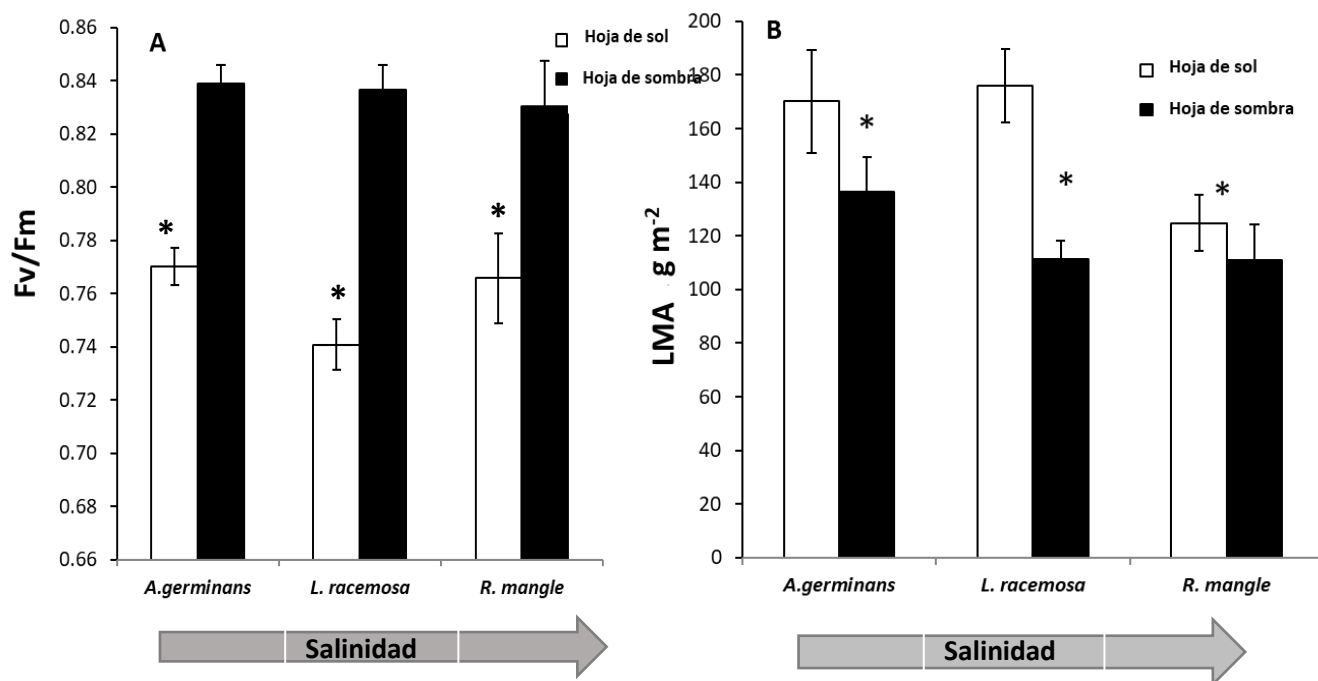 A
Hoja de sol
Hoja de sombra
Fv/Fm
0.86
0.84
0.82
0.80
0.78
0.76
0.74
0.72
0.70
0.68
0.66
*
*
*
A.germinans
L. racemosa
R. mangle
Salinidad
B
Hoja de sol
Hoja de sombra
LMA g m-2
200
180
160
140
120
100
80
60
40
20
0
*
*
*
A.germinans
L. racemosa
R. mangle
Salinidad